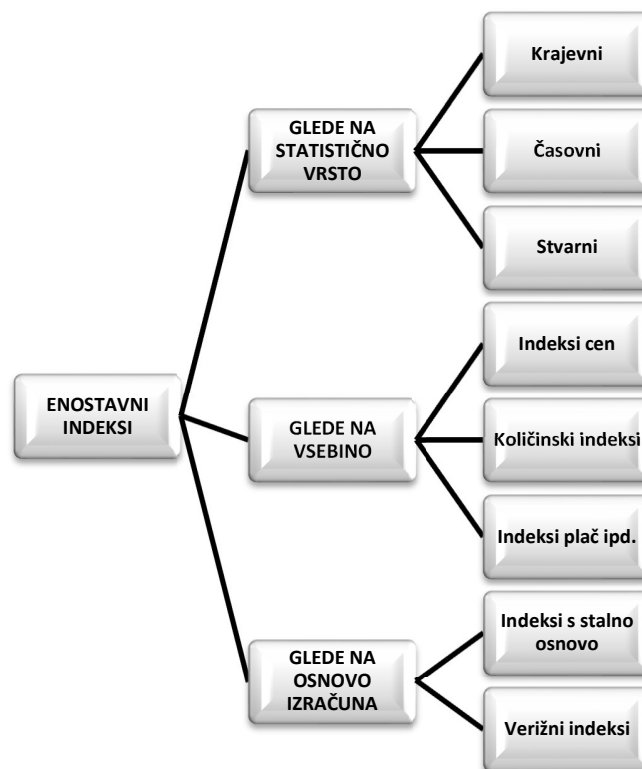 ENOSTAVNI
INDEKSI
GLEDE NA
STATISTIČNO
VRSTO
Krajevni
Časovni
Stvarni
GLEDE NA
VSEBINO
Indeksi cen
Količinski indeksi
Indeksi plač ipd.
GLEDE NA
OSNOVO
IZRAČUNA
Indeksi s stalno
osnovo
Verižni indeksi